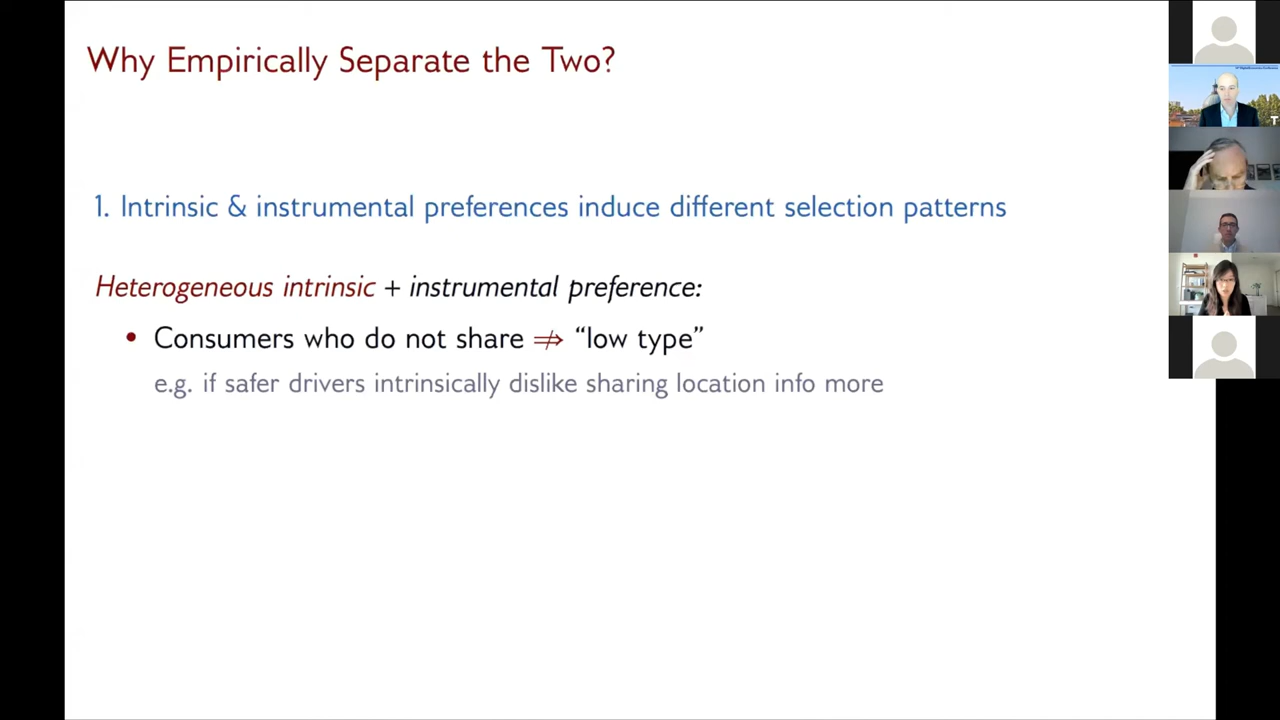 Why Empirically Separate the Two?
1. Intrinsic & instrumental preferences induce different selection patterns
Heterogeneous intrinsic + instrumental preference:
• Consumers who do not share ⇏ “low type”
e.g. if safer drivers intrinsically dislike sharing location info more